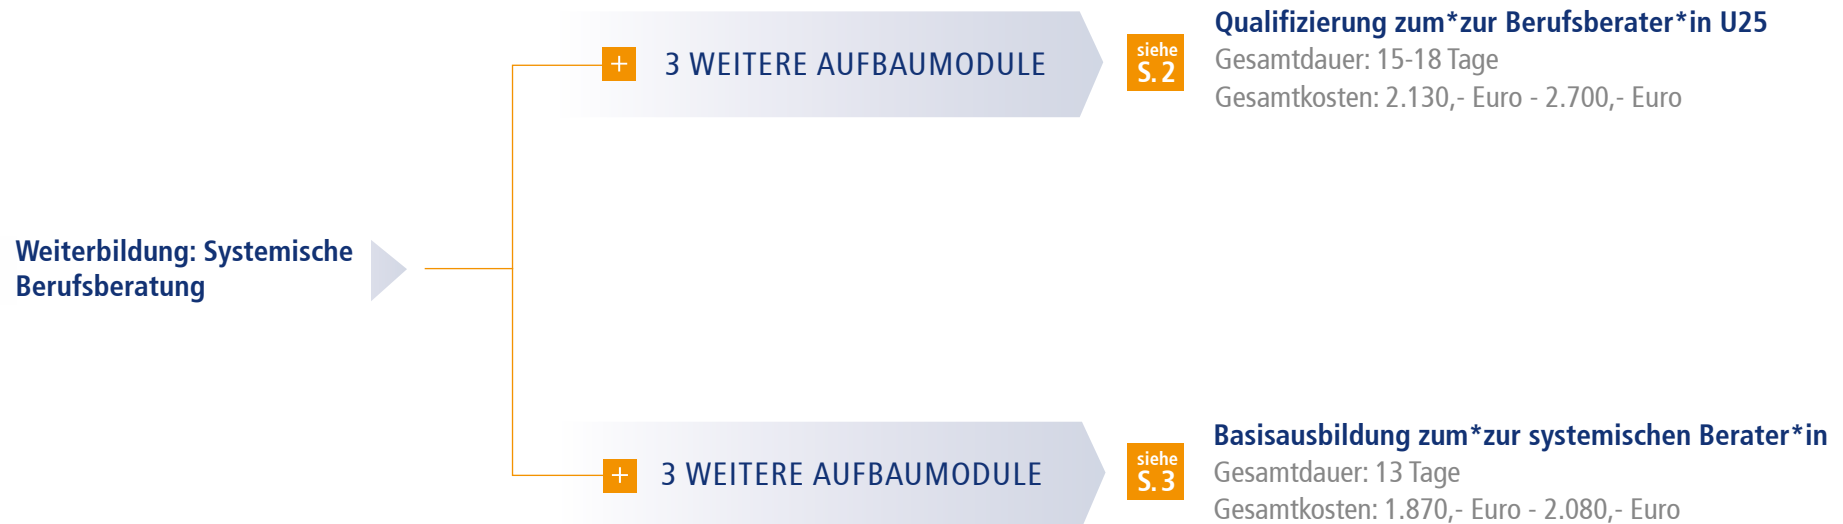 Weiterbildung: Systemische
Berufsberatung
+
3 WEITERE AUFBAUMODULE
siehe
S. 2
Qualifizierung zum*zur Berufsberater*in U25
Gesamtdauer: 15-18 Tage
Gesamtkosten: 2.130,- Euro - 2.700,- Euro
+
3 WEITERE AUFBAUMODULE
siehe
S. 3
Basisausbildung zum*zur systemischen Berater*in
Gesamtdauer: 13 Tage
Gesamtkosten: 1.870,- Euro - 2.080,- Euro